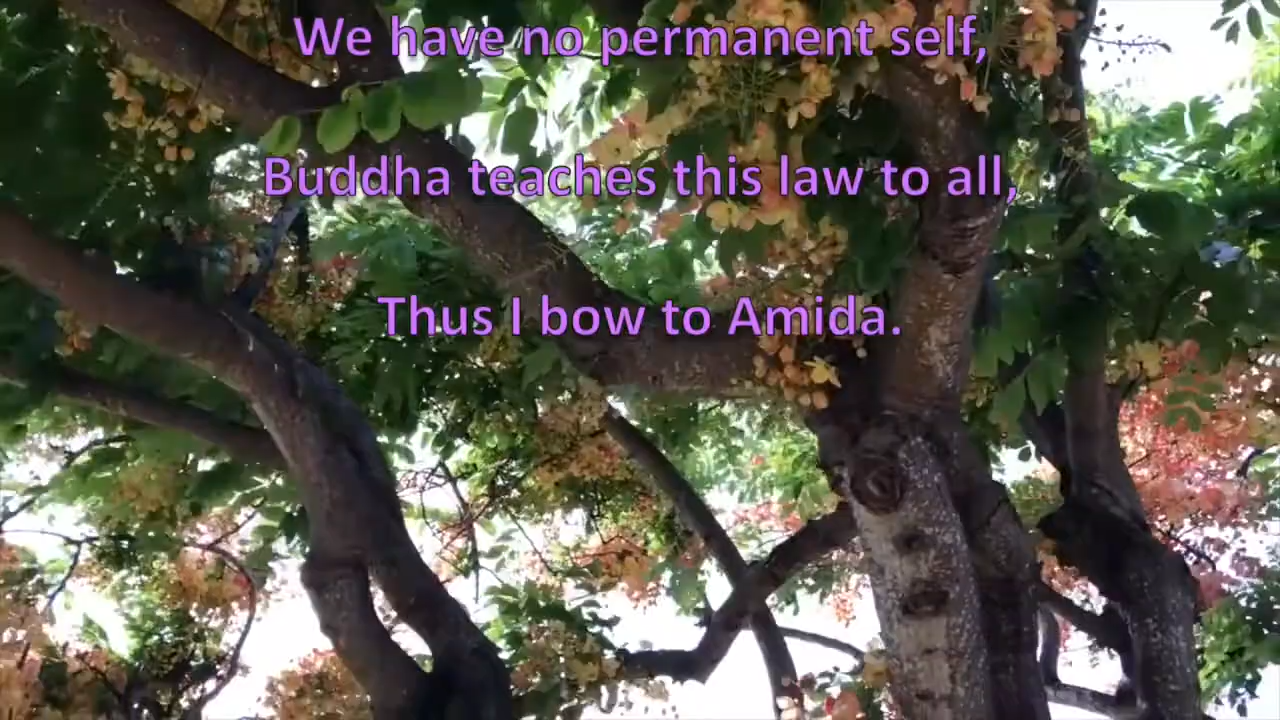 We have no permanent self,
Buddha teaches this law to all,
Thus I bow to Amida.